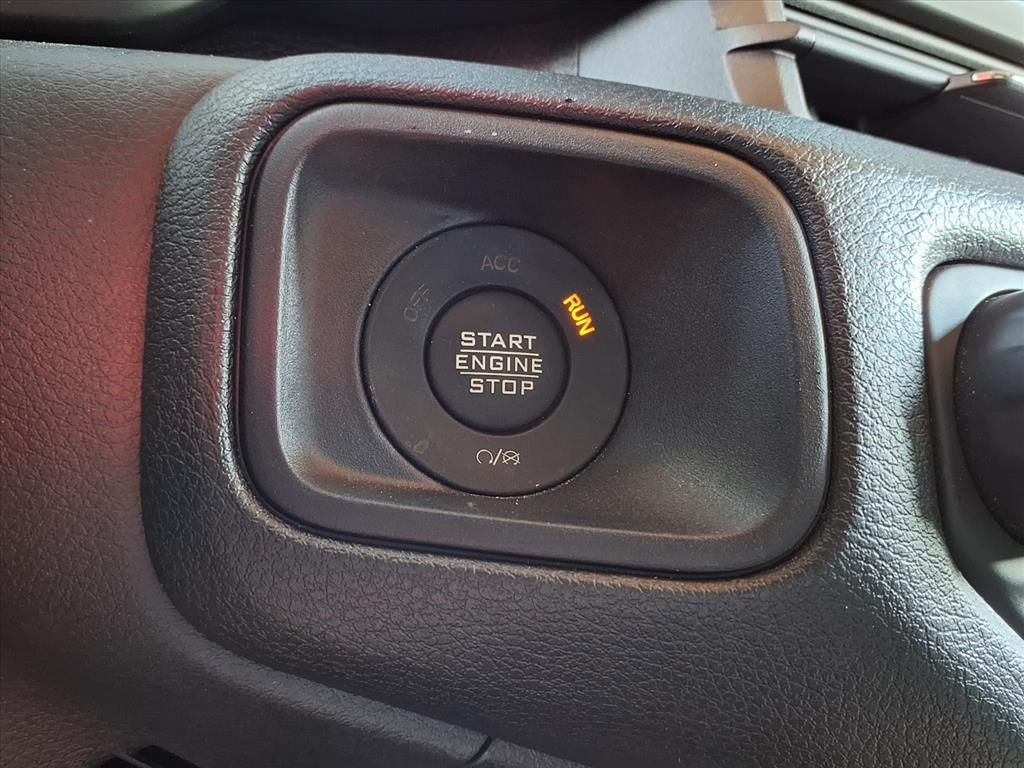 ACC
OFF
RUN
START
ENGINE
STOP